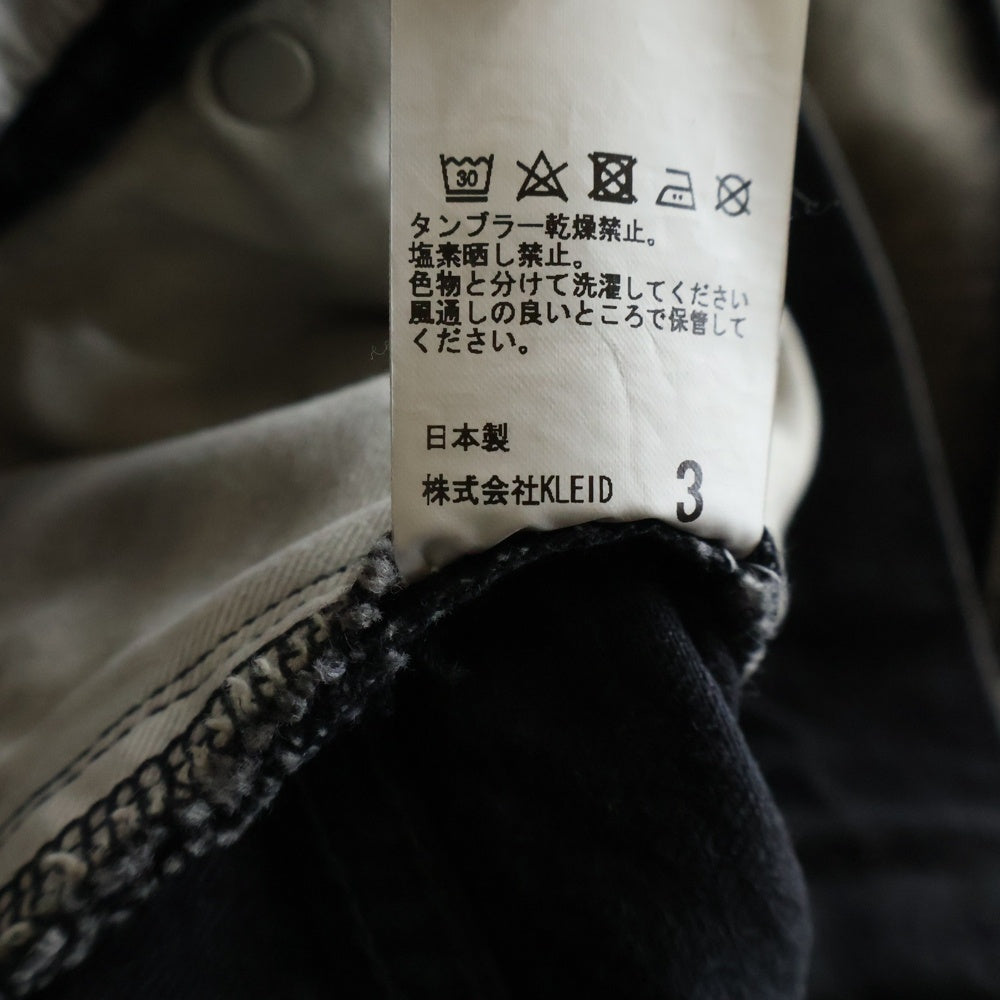 30
タンブラー乾燥禁止。
塩素晒し禁止。
色物と分けて洗濯してください
風通しの良いところで保管して
ください。
日本製
株式会社KLEID 3